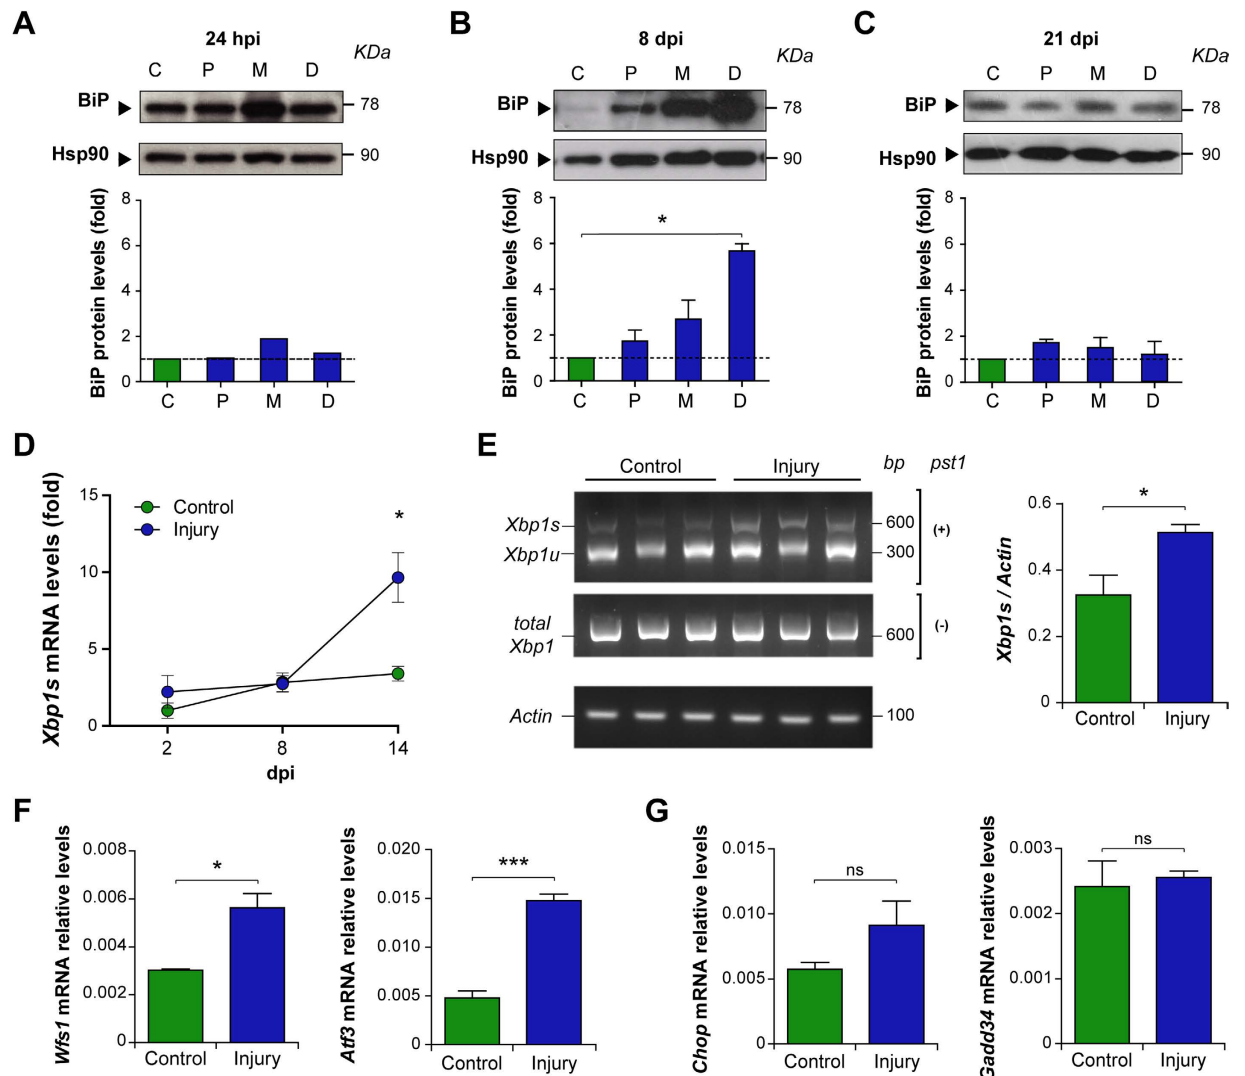 A
24 hpi
KDa
C P M D
BiP
78
Hsp90
90
BiP protein levels (fold)
8
6
4
2
0
C P M D
B
8 dpi
KDa
C P M D
BiP
78
Hsp90
90
BiP protein levels (fold)
8
6
4
2
0
*
C P M D
C
21 dpi
KDa
C P M D
BiP
78
Hsp90
90
BiP protein levels (fold)
8
6
4
2
0
C P M D
D
Xbp1s mRNA levels (fold)
15
10
5
0
Control
Injury
*
2 8 14
dpi
E
Control Injury bp pst1
Xbp1s
600
Xbp1u
300
(+)
total
Xbp1
600
(-)
Actin
100
Xbp1s / Actin
0.6
0.4
0.2
0
*
Control Injury
F
Wfs1 mRNA relative levels
0.008
0.006
0.004
0.002
0
*
Control Injury
Atf3 mRNA relative levels
0.020
0.015
0.010
0.005
0
***
Control Injury
G
Chop mRNA relative levels
0.015
0.010
0.005
0
ns
Control Injury
Gadd34 mRNA relative levels
0.003
0.002
0.001
0
ns
Control Injury